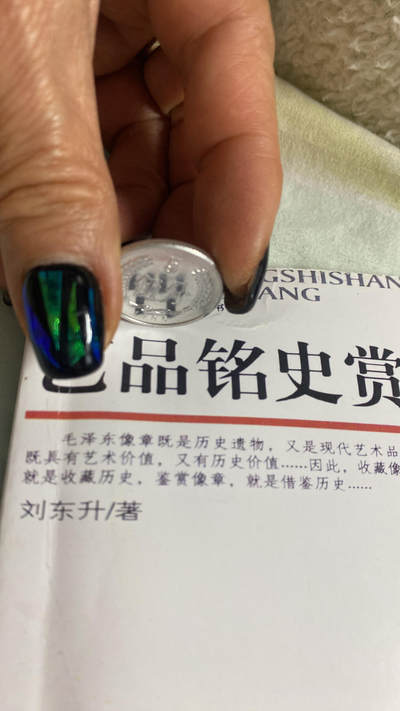 GSHISHAN
ANG
品铭史赏
毛泽东像章既是历史遗物，又是现代艺术品
既具有艺术价值，又有历史价值……因此，收藏像
就是收藏历史，鉴赏像章，就是借鉴历史……
刘东升/著